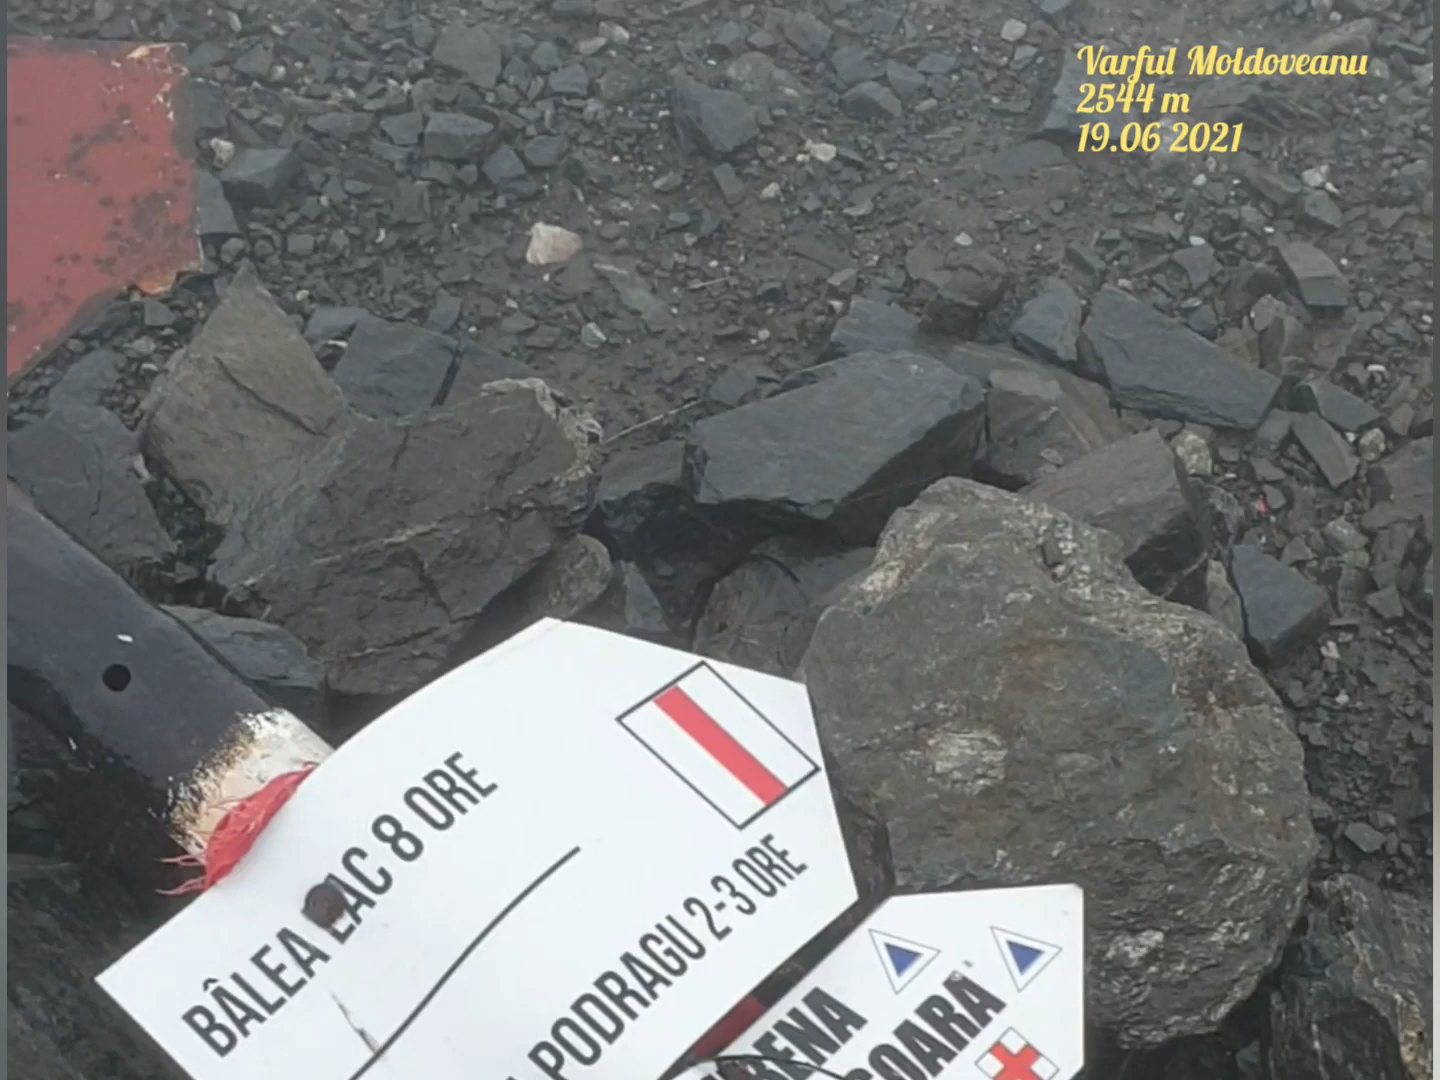 Varful Moldoveanu
2544 m
19.06 2021
BÂLEA LAC 8 ORE
PODRAGU 2-3 ORE